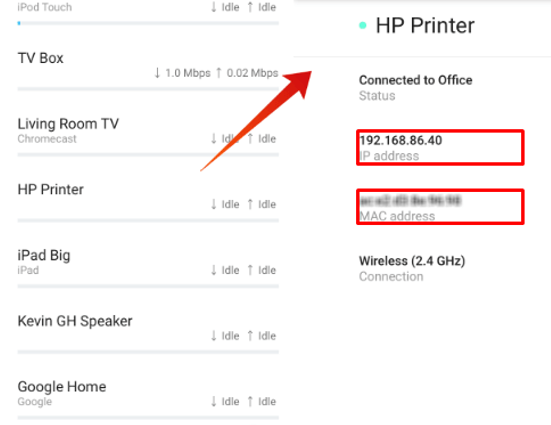 iPod Touch
↓ Idle ↑ Idle
TV Box
↓ 1.0 Mbps ↑ 0.02 Mbps
Living Room TV
Chromecast
↓ Idle ↑ Idle
HP Printer
↓ Idle ↑ Idle
iPad Big
iPad
↓ Idle ↑ Idle
Kevin GH Speaker
↓ Idle ↑ Idle
Google Home
Google
↓ Idle ↑ Idle
HP Printer
Connected to Office
Status
192.168.86.40
IP address
MAC address
Wireless (2.4 GHz)
Connection